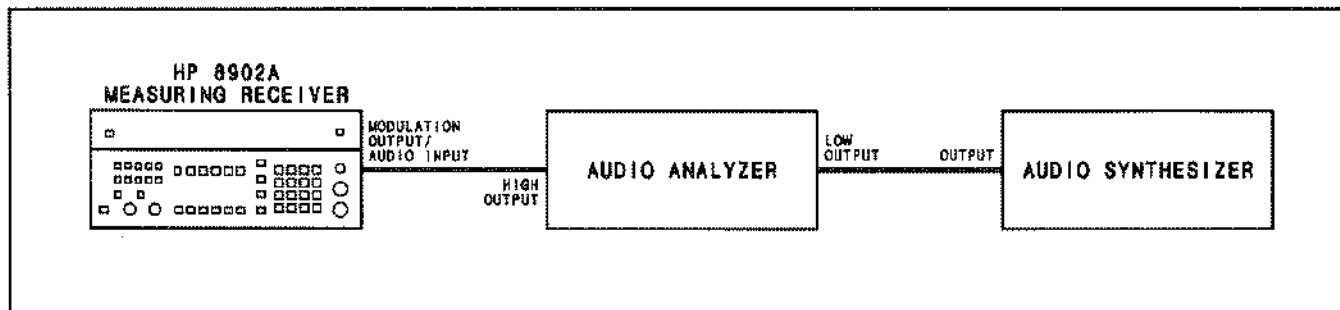 HP 8902A
MEASURING RECEIVER
MODULATION
OUTPUT/
AUDIO INPUT
HIGH
OUTPUT
AUDIO ANALYZER
LOW
OUTPUT
OUTPUT
AUDIO SYNTHESIZER